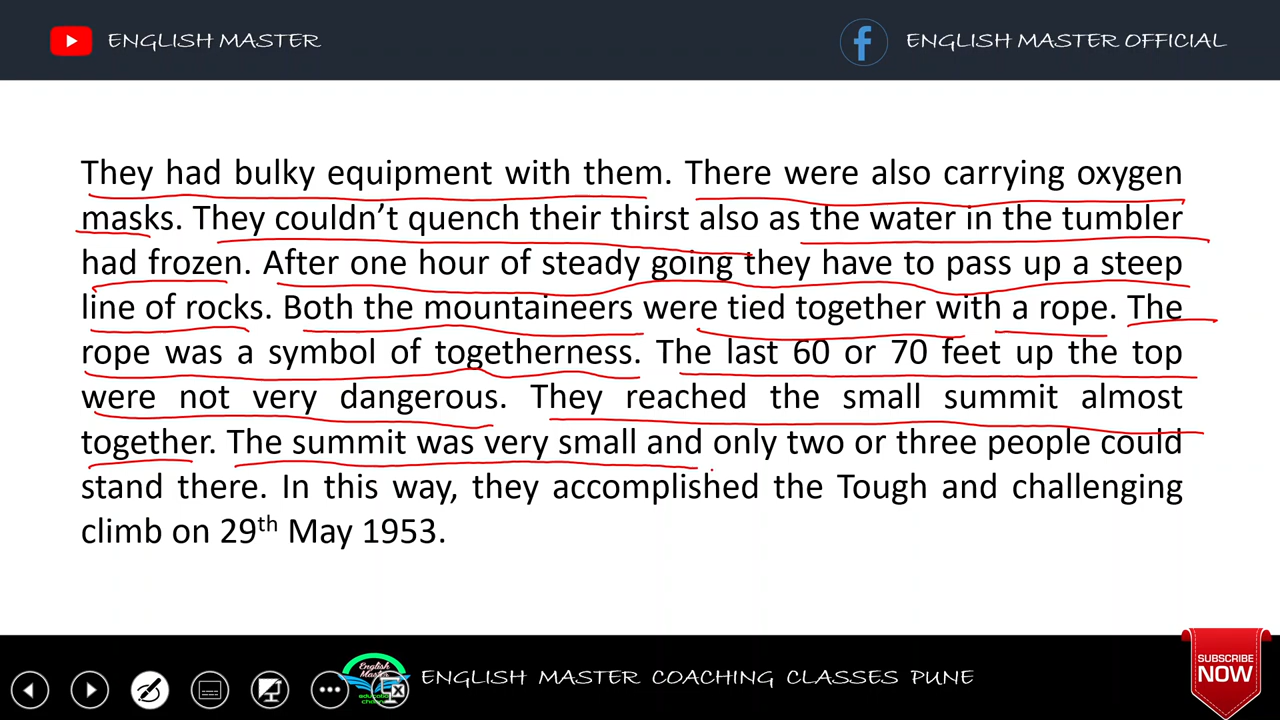 ENGLISH MASTER
ENGLISH MASTER OFFICIAL
They had bulky equipment with them. There were also carrying oxygen
masks. They couldn’t quench their thirst also as the water in the tumbler
had frozen. After one hour of steady going they have to pass up a steep
line of rocks. Both the mountaineers were tied together with a rope. The
rope was a symbol of togetherness. The last 60 or 70 feet up the top
were not very dangerous. They reached the small summit almost
together. The summit was very small and only two or three people could
stand there. In this way, they accomplished the Tough and challenging
climb on 29th May 1953.
English
Master
ENGLISH MASTER COACHING CLASSES PUNE
SUBSCRIBE
NOW